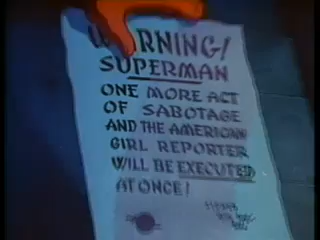 WARNING!
SUPERMAN
ONE MORE ACT
OF SABOTAGE
AND THE AMERICAN
GIRL REPORTER
WILL BE EXECUTED
AT ONCE!